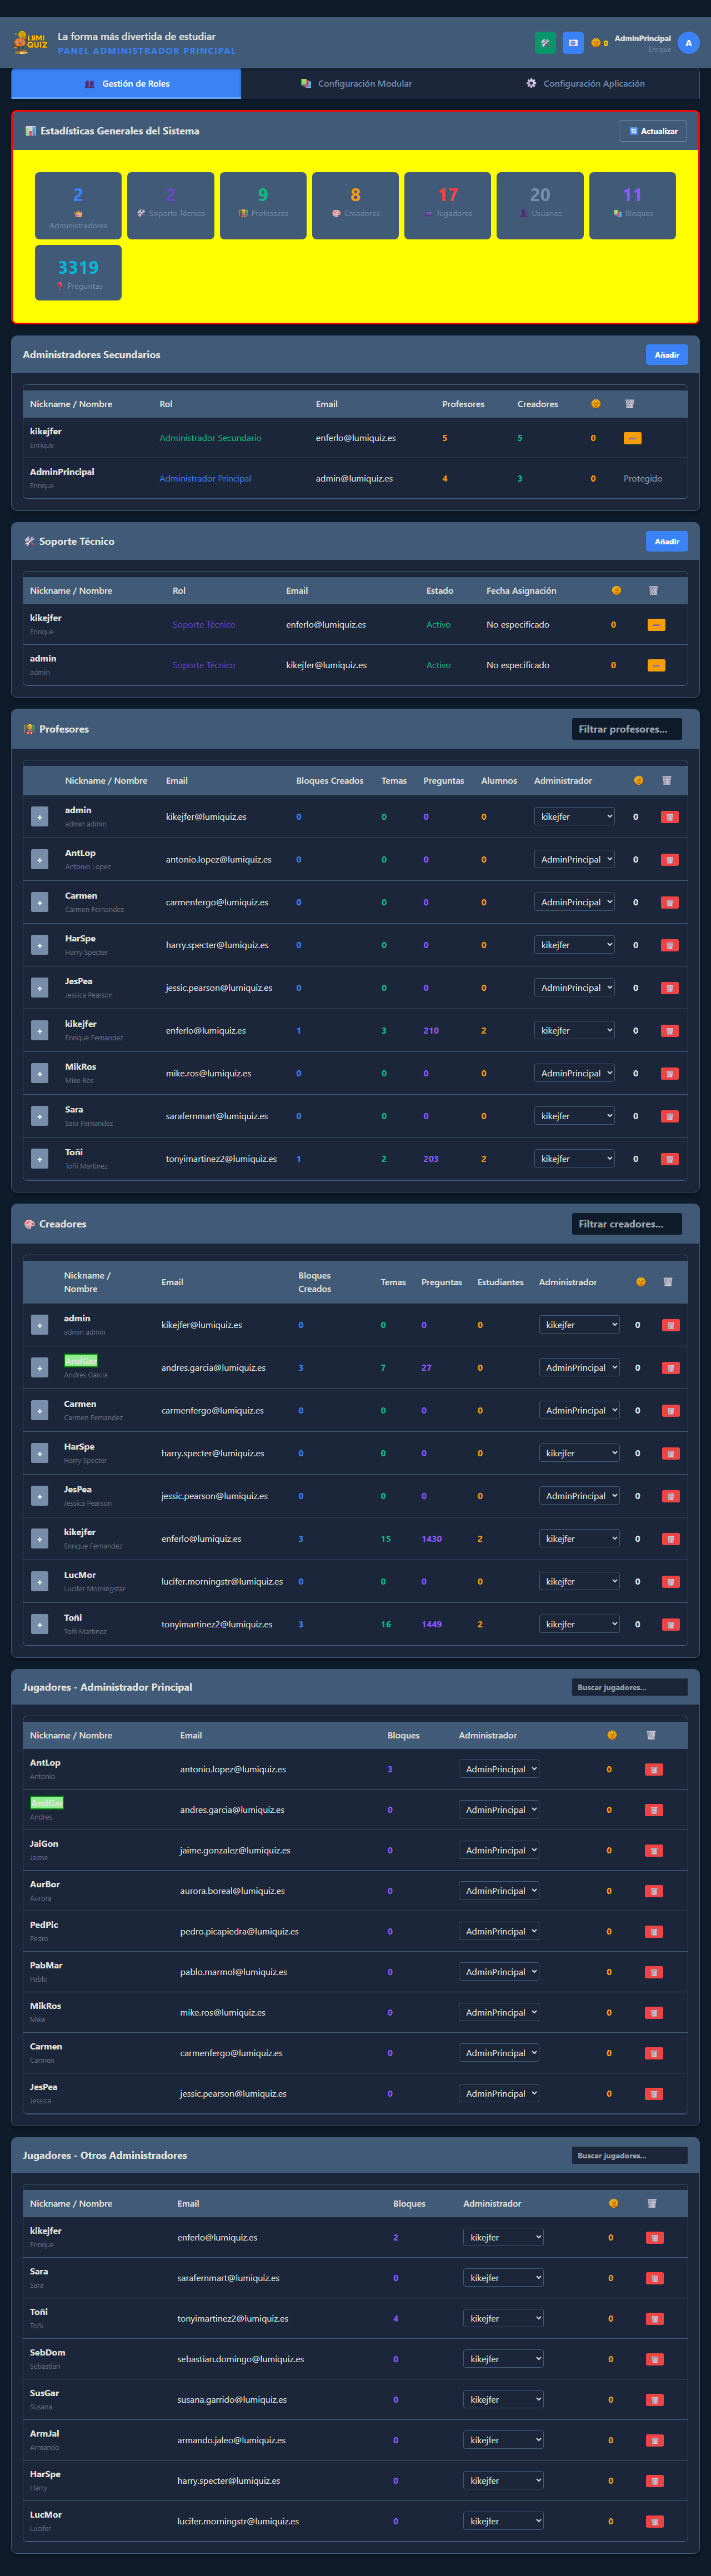 LUMI
QUIZ
La forma más divertida de estudiar
PANEL ADMINISTRADOR PRINCIPAL
0 AdminPrincipal
Enrique
A
Gestión de Roles Configuración Modular Configuración Aplicación
Estadísticas Generales del Sistema Actualizar
2 2 9 8 17 20 11
Administradores Soporte Técnico Profesores Creadores Jugadores Usuarios Bloques
3319
Preguntas
Administradores Secundarios Añadir
Nickname / Nombre Rol Email Profesores Creadores
kikejfer Administrador Secundario enferlo@lumiquiz.es 5 5 0
Enrique
AdminPrincipal Administrador Principal admin@lumiquiz.es 4 3 0 Protegido
Enrique
Soporte Técnico Añadir
Nickname / Nombre Rol Email Estado Fecha Asignación
kikejfer Soporte Técnico enferlo@lumiquiz.es Activo No especificado 0
Enrique
admin Soporte Técnico kikejfer@lumiquiz.es Activo No especificado 0
admin
Profesores Filtrar profesores...
Nickname / Nombre Email Bloques Creados Temas Preguntas Alumnos Administrador
+ admin kikejfer@lumiquiz.es 0 0 0 0 kikejfer 0
admin admin
+ AntLop antonio.lopez@lumiquiz.es 0 0 0 0 AdminPrincipal 0
Antonio Lopez
+ Carmen carmenfergo@lumiquiz.es 0 0 0 0 AdminPrincipal 0
Carmen Fernandez
+ HarSpe harry.specter@lumiquiz.es 0 0 0 0 kikejfer 0
Harry Specter
+ JesPea jessic.pearson@lumiquiz.es 0 0 0 0 AdminPrincipal 0
Jessica Pearson
+ kikejfer enferlo@lumiquiz.es 1 3 210 2 kikejfer 0
Enrique Fernandez
+ MikRos mike.ros@lumiquiz.es 0 0 0 0 AdminPrincipal 0
Mike Ros
+ Sara sarafernmart@lumiquiz.es 0 0 0 0 kikejfer 0
Sara Fernandez
+ Toñi tonyimartinez2@lumiquiz.es 1 2 203 2 kikejfer 0
Toñi Martinez
Creadores Filtrar creadores...
Nickname / Nombre Email Bloques Creados Temas Preguntas Estudiantes Administrador
+ admin kikejfer@lumiquiz.es 0 0 0 0 kikejfer 0
admin admin
+ AndGar andres.garcia@lumiquiz.es 3 7 27 0 AdminPrincipal 0
Andres Garcia
+ Carmen carmenfergo@lumiquiz.es 0 0 0 0 AdminPrincipal 0
Carmen Fernandez
+ HarSpe harry.specter@lumiquiz.es 0 0 0 0 kikejfer 0
Harry Specter
+ JesPea jessic.pearson@lumiquiz.es 0 0 0 0 AdminPrincipal 0
Jessica Pearson
+ kikejfer enferlo@lumiquiz.es 3 15 1430 2 kikejfer 0
Enrique Fernandez
+ LucMor lucifer.morningstr@lumiquiz.es 0 0 0 0 kikejfer 0
Lucifer Morningstar
+ Toñi tonyimartinez2@lumiquiz.es 3 16 1449 2 kikejfer 0
Toñi Martinez
Jugadores - Administrador Principal Buscar jugadores...
Nickname / Nombre Email Bloques Administrador
AntLop antonio.lopez@lumiquiz.es 3 AdminPrincipal 0
Antonio
AndGar andres.garcia@lumiquiz.es 0 AdminPrincipal 0
Andres
JaiGon jaime.gonzalez@lumiquiz.es 0 AdminPrincipal 0
Jaime
AurBor aurora.boreal@lumiquiz.es 0 AdminPrincipal 0
Aurora
PedPic pedro.picapiedra@lumiquiz.es 0 AdminPrincipal 0
Pedro
PabMar pablo.marmol@lumiquiz.es 0 AdminPrincipal 0
Pablo
MikRos mike.ros@lumiquiz.es 0 AdminPrincipal 0
Mike
Carmen carmenfergo@lumiquiz.es 0 AdminPrincipal 0
Carmen
JesPea jessic.pearson@lumiquiz.es 0 AdminPrincipal 0
Jessica
Jugadores - Otros Administradores Buscar jugadores...
Nickname / Nombre Email Bloques Administrador
kikejfer enferlo@lumiquiz.es 2 kikejfer 0
Enrique
Sara sarafernmart@lumiquiz.es 0 kikejfer 0
Sara
Toñi tonyimartinez2@lumiquiz.es 4 kikejfer 0
Toñi
SebDom sebastian.domingo@lumiquiz.es 0 kikejfer 0
Sebastian
SusGar susana.garrido@lumiquiz.es 0 kikejfer 0
Susana
ArmJal armando.jaleo@lumiquiz.es 0 kikejfer 0
Armando
HarSpe harry.specter@lumiquiz.es 0 kikejfer 0
Harry
LucMor lucifer.morningstr@lumiquiz.es 0 kikejfer 0
Lucifer